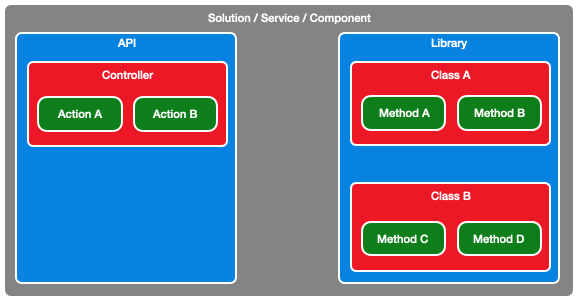 Solution / Service / Component
API
Controller
Action A
Action B
Library
Class A
Method A
Method B
Class B
Method C
Method D